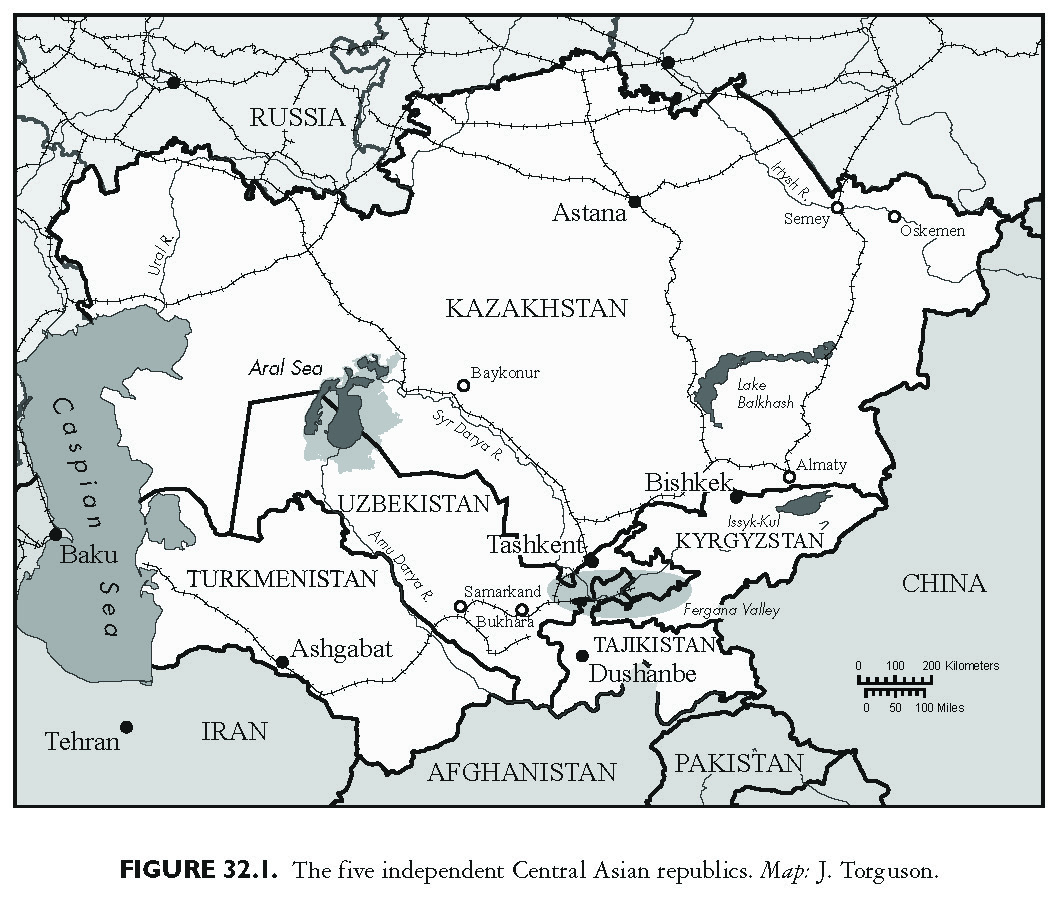 RUSSIA
Irtysh R.
Astana
Semey
Öskemen
Ural R.
KAZAKHSTAN
Aral Sea
Baykonur
Lake
Balkhash
Caspian Sea
Syr Darya R.
Almaty
Bishkek
UZBEKISTAN
Issyk-Kul
Tashkent
KYRGYZSTAN
Baku
Amu Darya R.
TURKMENISTAN
CHINA
Samarkand
Bukhara
Fergana Valley
TAJIKISTAN
Ashgabat
Dushanbe
0 100 200 Kilometers
0 50 100 Miles
Tehran
IRAN
AFGHANISTAN
PAKISTAN
FIGURE 32.1. The five independent Central Asian republics. Map: J. Torguson.